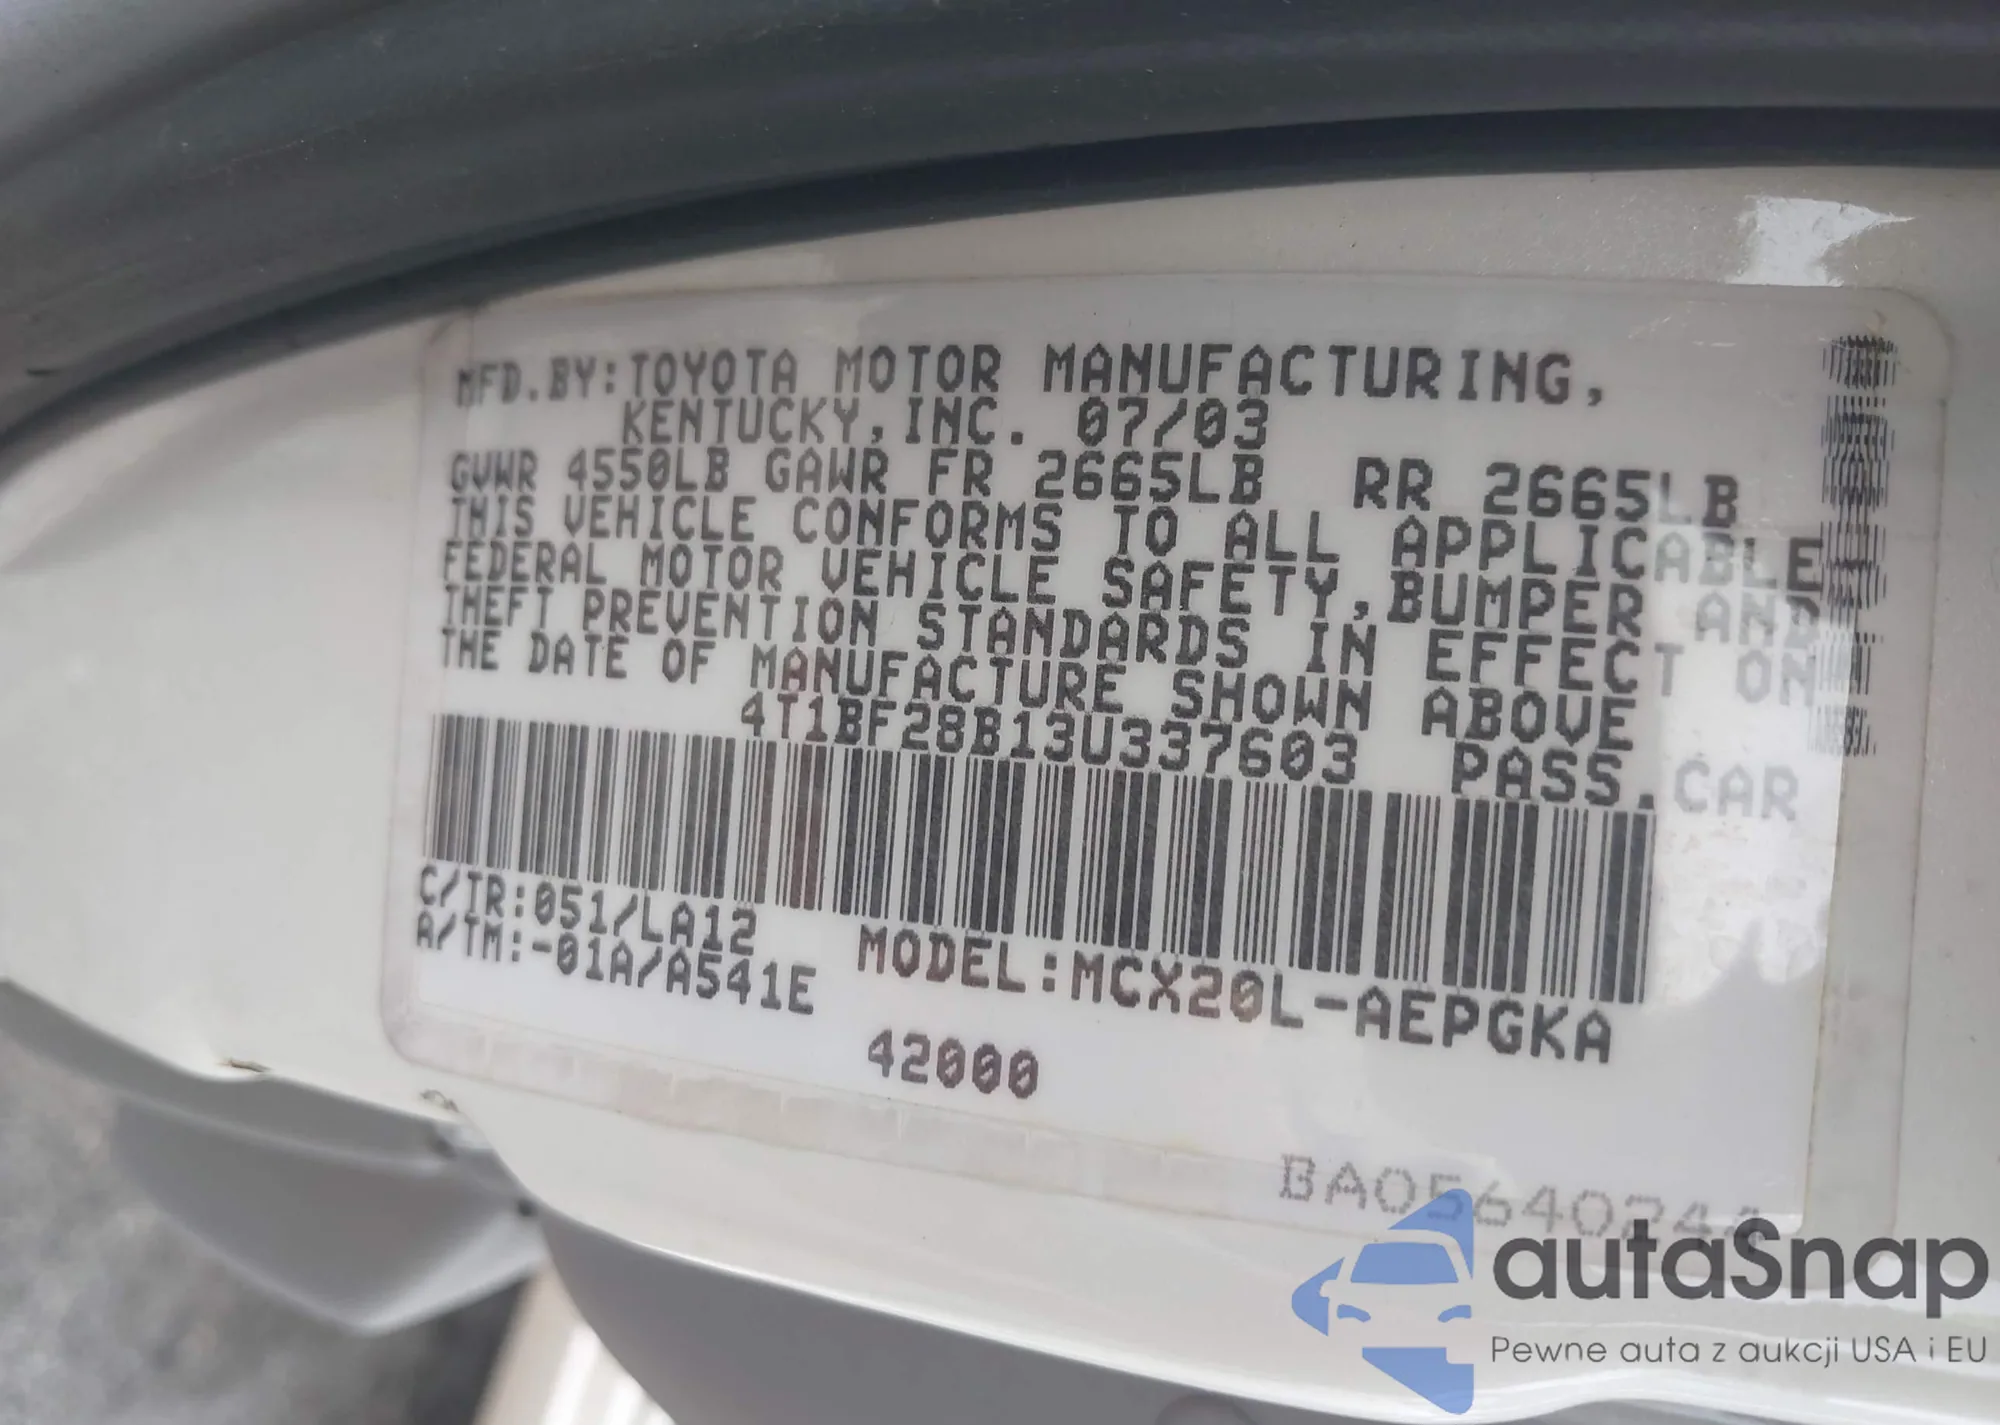 MFD.BY:TOYOTA MOTOR MANUFACTURING,
KENTUCKY,INC. 07/03
GVWR 4550LB GAWR FR 2665LB RR 2665LB
THIS VEHICLE CONFORMS TO ALL APPLICABLE
FEDERAL MOTOR VEHICLE SAFETY,BUMPER AND
THEFT PREVENTION STANDARDS IN EFFECT ON
THE DATE OF MANUFACTURE SHOWN ABOVE
4T1BF28B13U337603 PASS.CAR
C/TR:051/LA12
A/TM:-01A/A541E
MODEL:MCX20L-AEPGKA
42000
BA05640244
autaSnap
Pewne auta z aukcji USA i EU